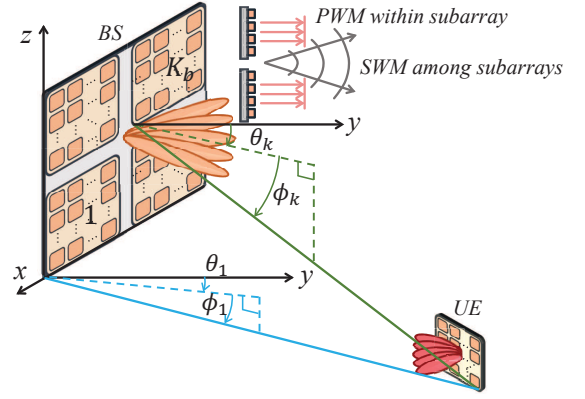 z
BS
PWM within subarray
K_b
SWM among subarrays
θ_k
y
ϕ_k
1
x
θ_1
y
ϕ_1
UE